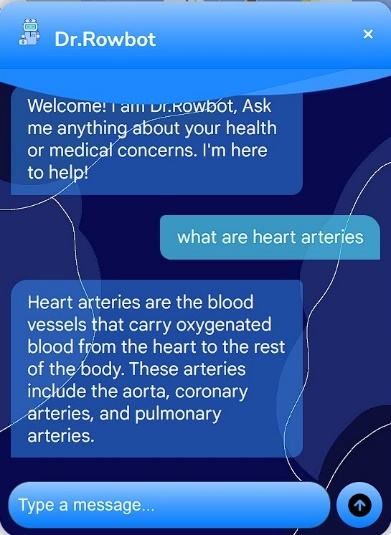 Dr.Rowbot
×
Welcome! I am Dr.Rowbot, Ask
me anything about your health
or medical concerns. I'm here
to help!
what are heart arteries
Heart arteries are the blood
vessels that carry oxygenated
blood from the heart to the rest
of the body. These arteries
include the aorta, coronary
arteries, and pulmonary
arteries.
Type a message...